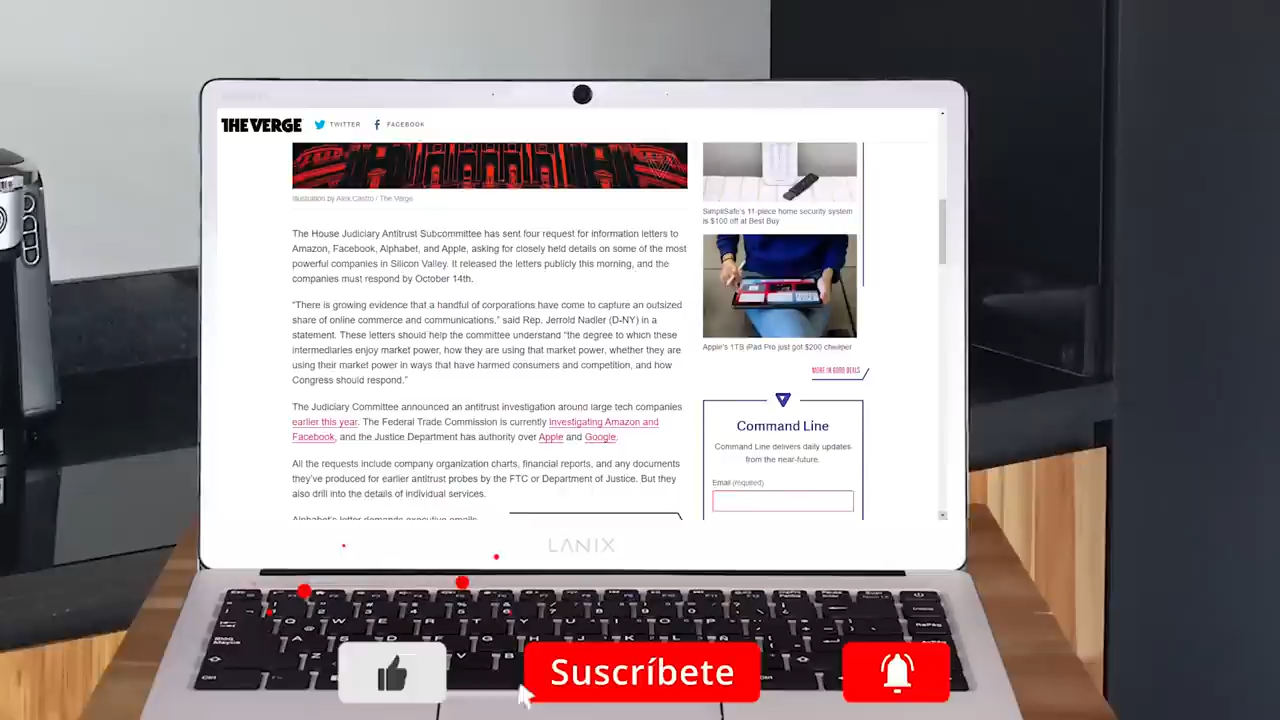 THE VERGE TWITTER FACEBOOK
Illustration by Alex Castro / The Verge
The House Judiciary Antitrust Subcommittee has sent four request for information letters to
Amazon, Facebook, Alphabet, and Apple, asking for closely held details on some of the most
powerful companies in Silicon Valley. It released the letters publicly this morning, and the
companies must respond by October 14th.
“There is growing evidence that a handful of corporations have come to capture an outsized
share of online commerce and communications,” said Rep. Jerrold Nadler (D-NY) in a
statement. These letters should help the committee understand “the degree to which these
intermediaries enjoy market power, how they are using that market power, whether they are
using their market power in ways that have harmed consumers and competition, and how
Congress should respond.”
The Judiciary Committee announced an antitrust investigation around large tech companies
earlier this year. The Federal Trade Commission is currently investigating Amazon and
Facebook, and the Justice Department has authority over Apple and Google.
All the requests include company organization charts, financial reports, and any documents
they’ve produced for earlier antitrust probes by the FTC or Department of Justice. But they
also drill into the details of individual services.
Alphabet's letter demands executive emails
SimpliSafe's 11-piece home security system
is $100 off at Best Buy
Apple's 1TB iPad Pro just got $200 cheaper
MORE IN GOOD DEALS
Command Line
Command Line delivers daily updates
from the near-future.
Email (required)
LANIX
Suscríbete